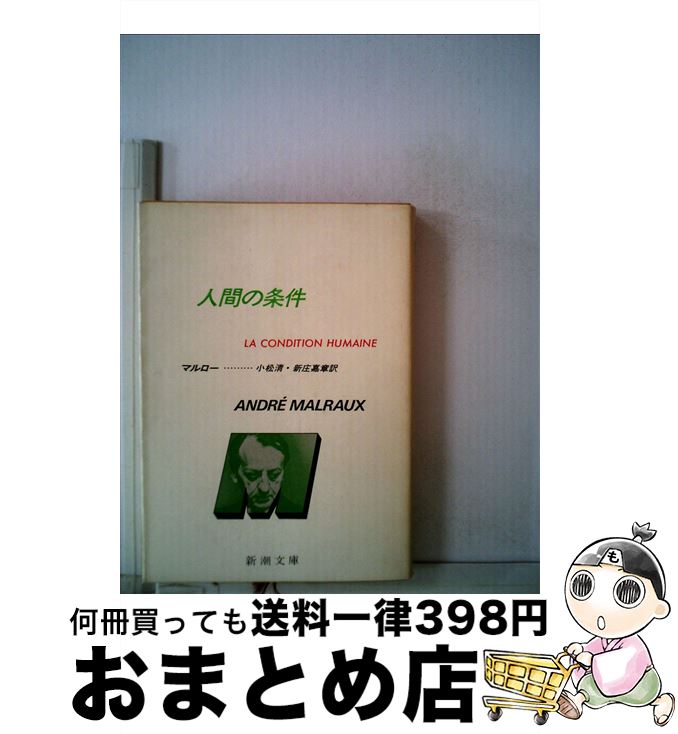 人間の条件
LA CONDITION HUMAINE
マルロー………小松清・新庄嘉章訳
ANDRÉ MALRAUX
新潮文庫
も
何冊買っても送料一律398円
おまとめ店